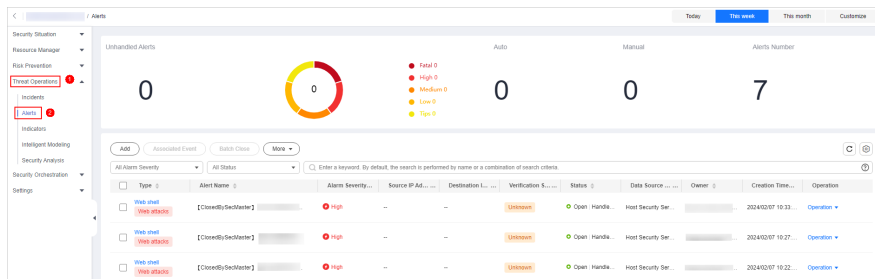 / Alerts
Today This week This month Customize
Security Situation
Resource Manager
Risk Prevention
Threat Operations 1
Incidents
Alerts 2
Indicators
Intelligent Modeling
Security Analysis
Security Orchestration
Settings
Unhandled Alerts Auto Manual Alerts Number
0 0 0 0 7
Fatal 0
High 0
Medium 0
Low 0
Tips 0
Add Associated Event Batch Close More
All Alarm Severity All Status Enter a keyword. By default, the search is performed by name or a combination of search criteria.
Type Alert Name Alarm Severity... Source IP Ad... ... Destination I... ... Verification S... ... Status Data Source ... ... Owner Creation Time... Operation
Web shell
Web attacks 【ClosedBySecMaster】 ... High -- -- Unknown Open | Handle... Host Security Ser... ... 2024/02/07 10:33:... Operation
Web shell
Web attacks 【ClosedBySecMaster】 High -- -- Unknown Open | Handle... Host Security Ser... ... 2024/02/07 10:27:... Operation
Web shell
Web attacks 【ClosedBySecMaster】 ... High -- -- Unknown Open | Handle... Host Security Ser... ... 2024/02/07 10:22:... Operation